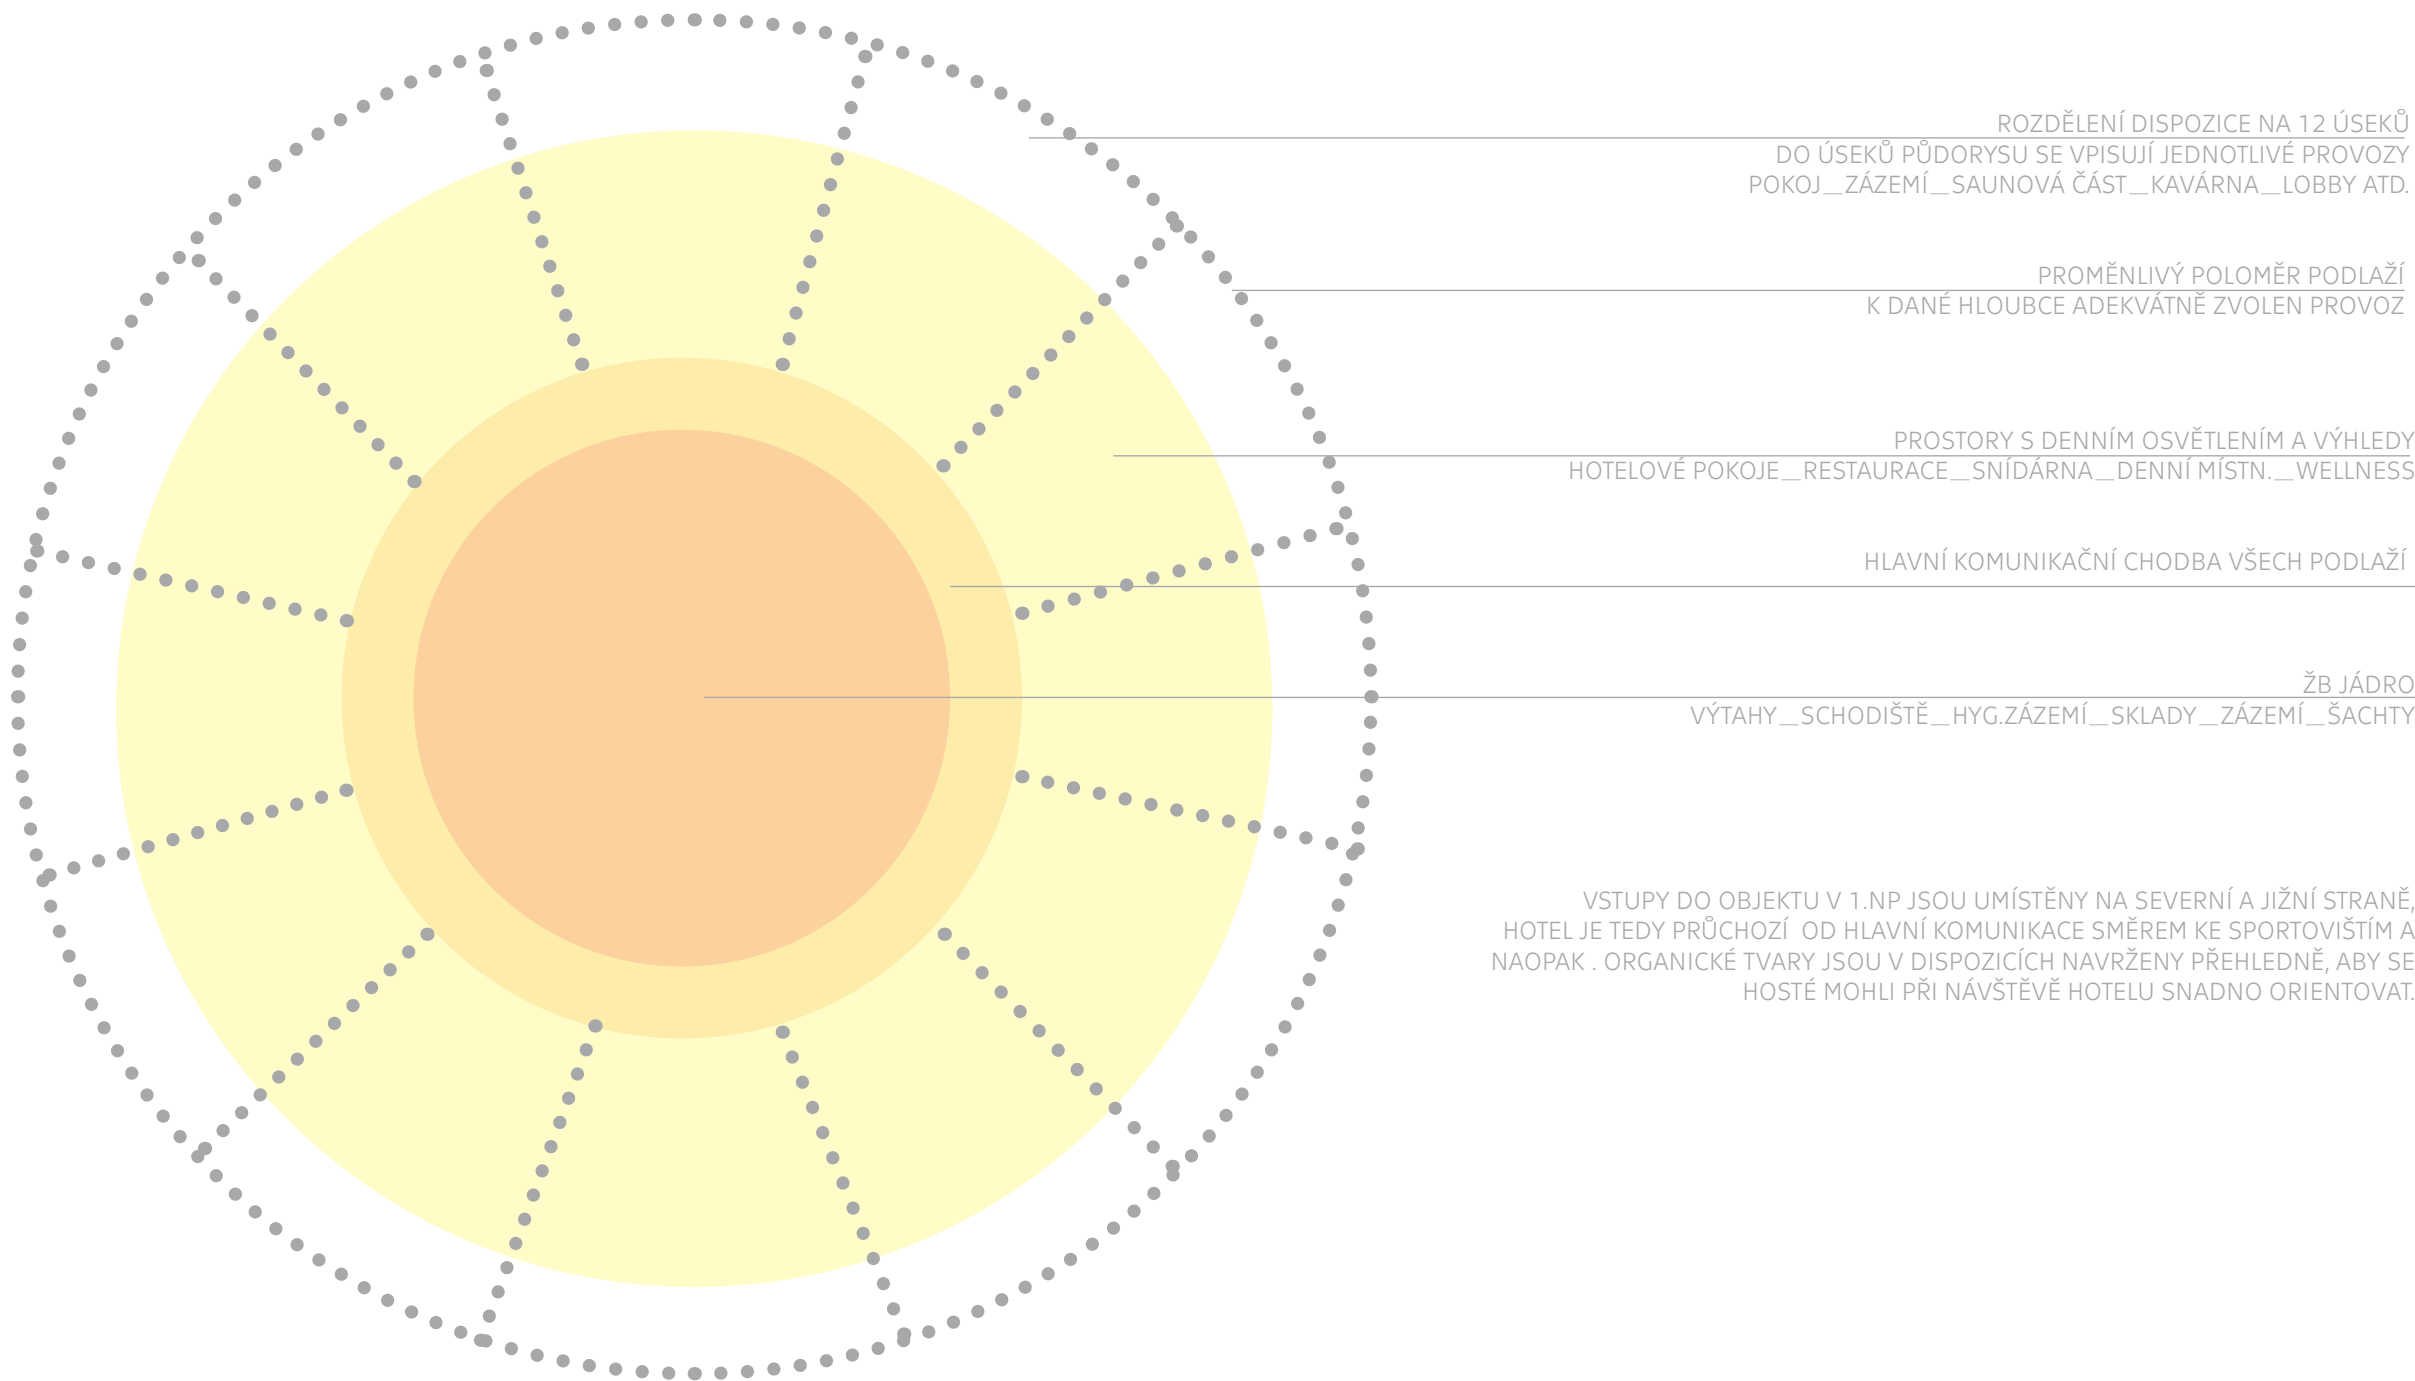 ROZDĚLENÍ DISPOZICE NA 12 ÚSEKŮ
DO ÚSEKŮ PŮDORYSU SE VPISUJÍ JEDNOTLIVÉ PROVOZY
POKOJ__ZÁZEMÍ__SAUNOVÁ ČÁST__KAVÁRNA__LOBBY ATD.
PROMĚNLIVÝ POLOMĚR PODLAŽÍ
K DANÉ HLOUBCE ADEKVÁTNĚ ZVOLEN PROVOZ
PROSTORY S DENNÍM OSVĚTLENÍM A VÝHLEDY
HOTELOVÉ POKOJE__RESTAURACE__SNÍDÁRNA__DENNÍ MÍSTN.__WELLNESS
HLAVNÍ KOMUNIKAČNÍ CHODBA VŠECH PODLAŽÍ
ŽB JÁDRO
VÝTAHY__SCHODIŠTĚ__HYG.ZÁZEMÍ__SKLADY__ZÁZEMÍ__ŠACHTY
VSTUPY DO OBJEKTU V 1.NP JSOU UMÍSTĚNY NA SEVERNÍ A JIŽNÍ STRANĚ,
HOTEL JE TEDY PRŮCHOZÍ  OD HLAVNÍ KOMUNIKACE SMĚREM KE SPORTOVIŠTÍM A
NAOPAK . ORGANICKÉ TVARY JSOU V DISPOZICÍCH NAVRŽENY PŘEHLEDNĚ, ABY SE
HOSTÉ MOHLI PŘI NÁVŠTĚVĚ HOTELU SNADNO ORIENTOVAT.